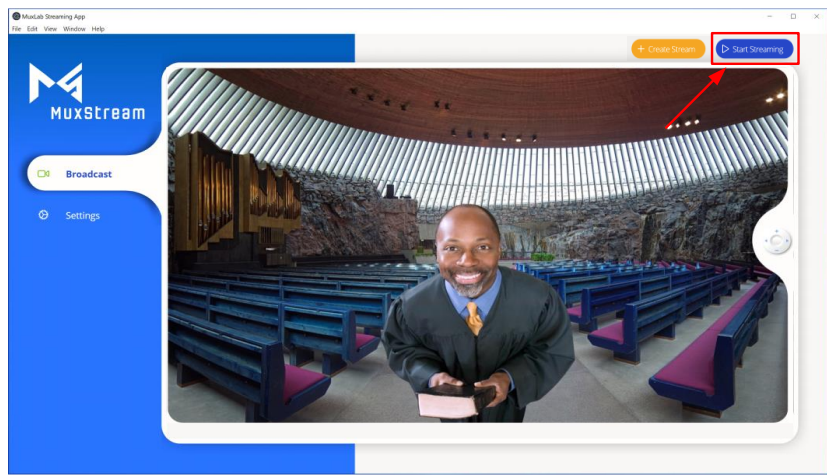 MuxLab Streaming App
File Edit View Window Help
+ Create Stream
Start Streaming
MuxStream
Broadcast
Settings